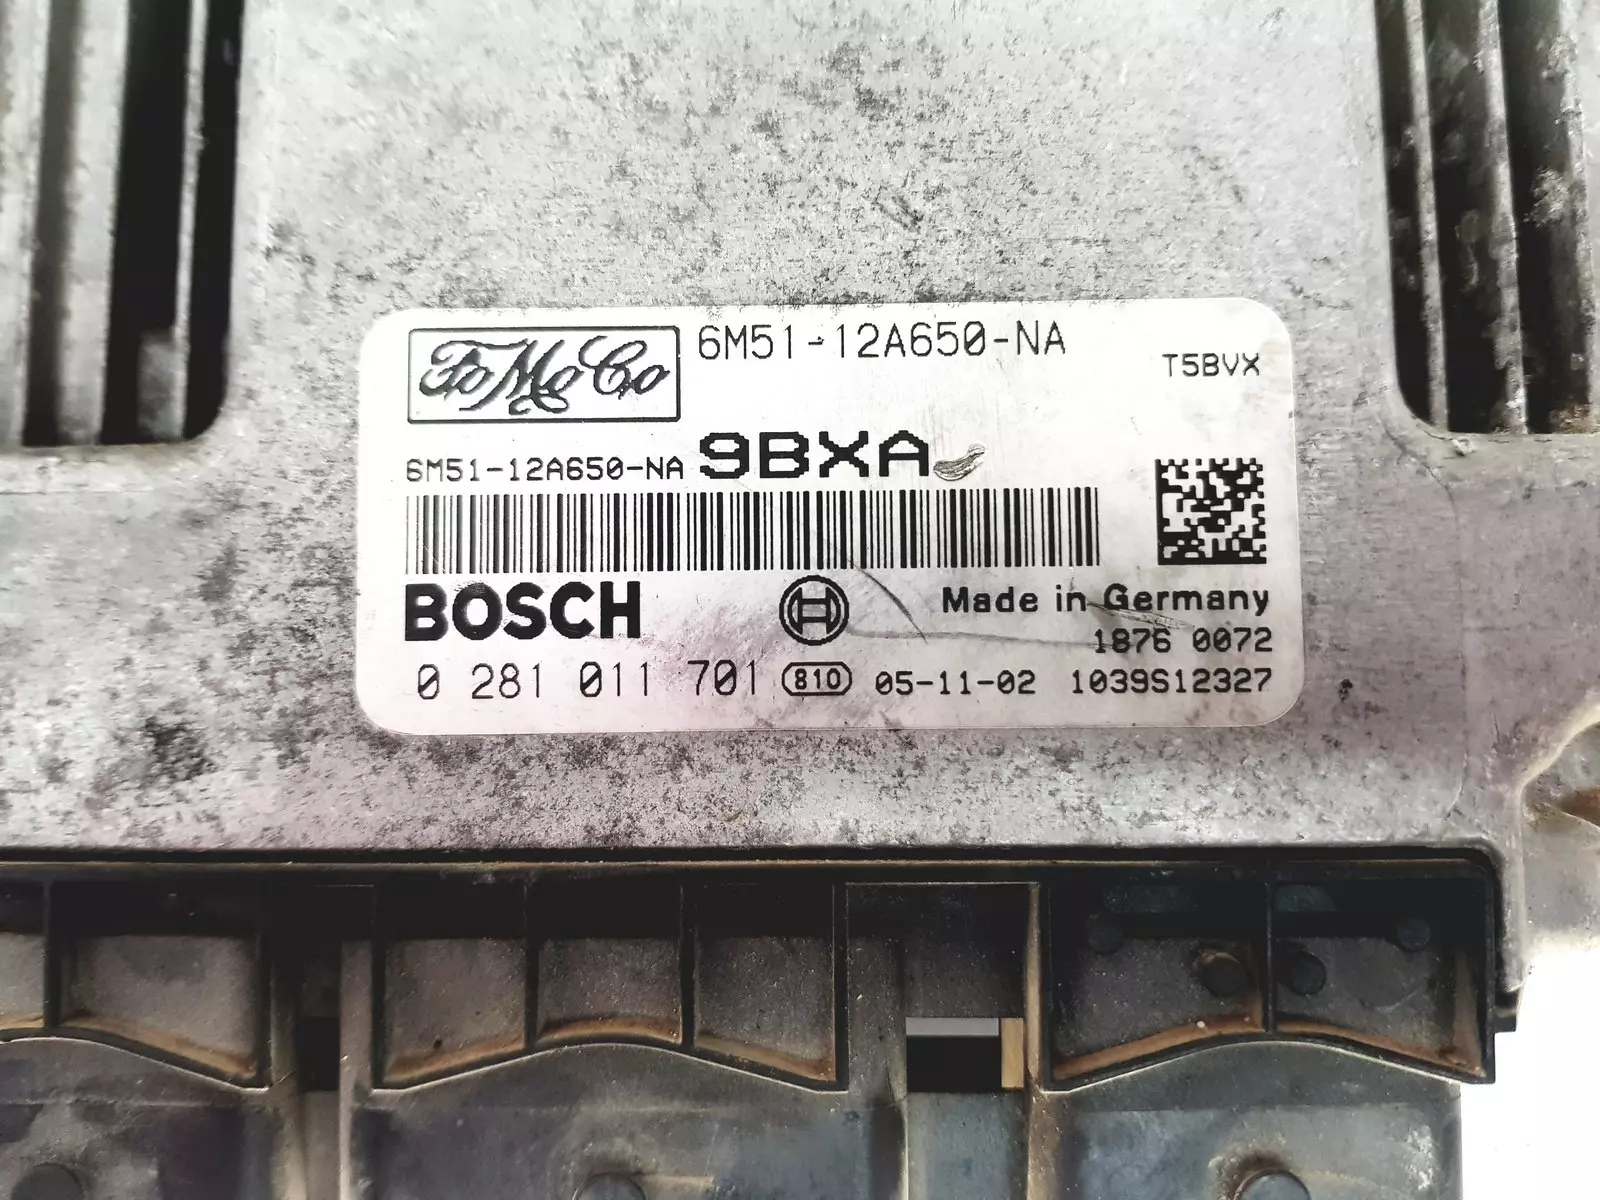 FoMoCo 6M51-12A650-NA
T5BVX
6M51-12A650-NA 9BXA
BOSCH
Made in Germany
1876 0072
0 281 011 701 810 05-11-02 1039S12327